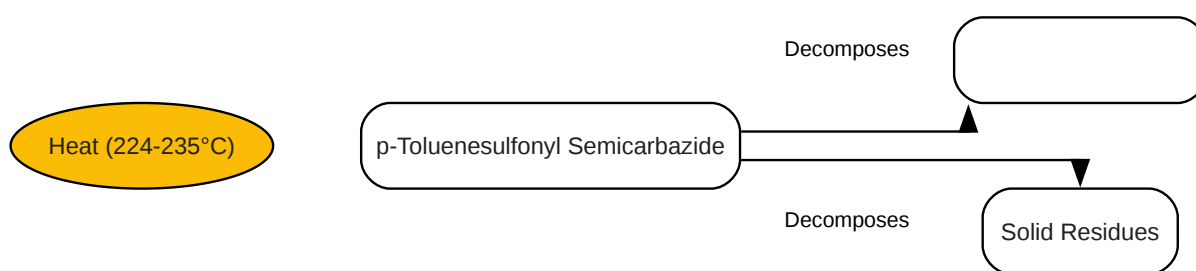 Decomposes
Heat (224-235°C)
p-Toluenesulfonyl Semicarbazide
Decomposes
Solid Residues